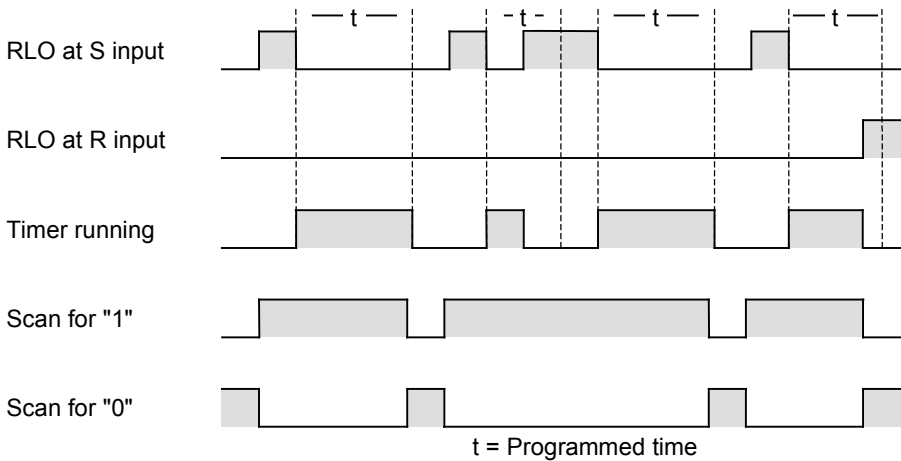 t t t t
RLO at S input
RLO at R input
Timer running
Scan for "1"
Scan for "0"
t = Programmed time